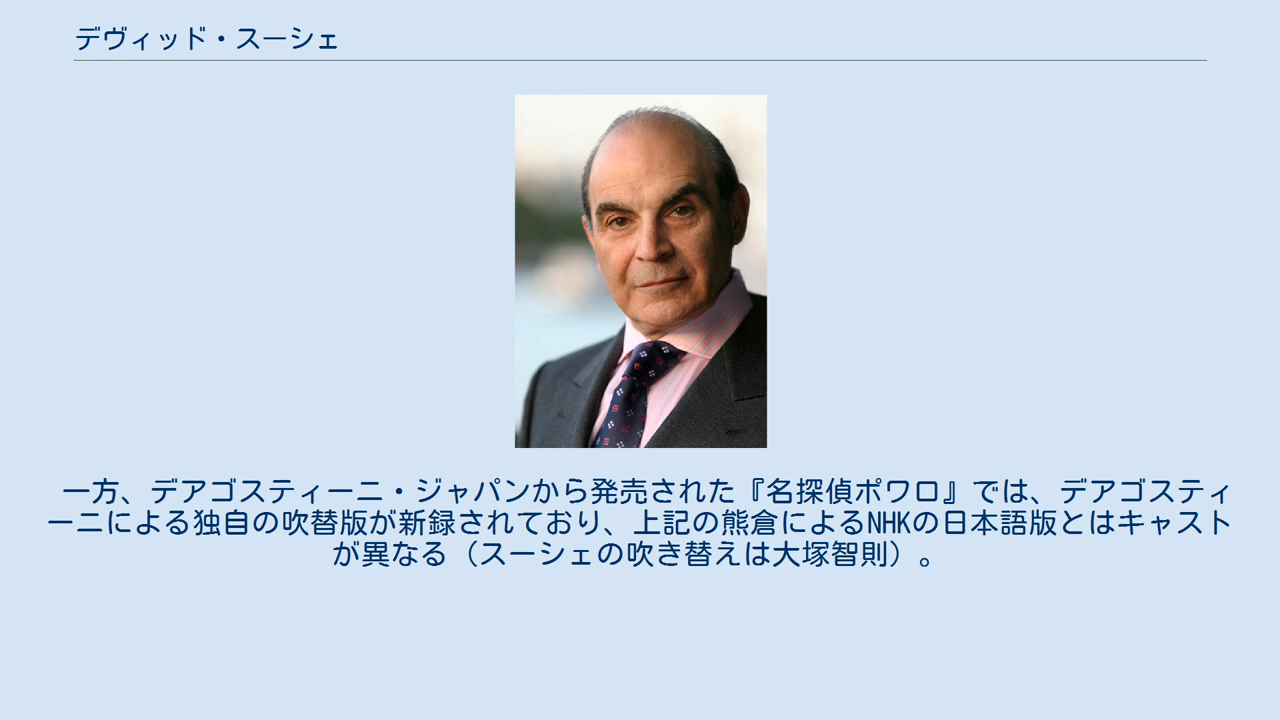 デヴィッド・スーシェ
一方、デアゴスティーニ・ジャパンから発売された『名探偵ポワロ』では、デアゴスティ
ーニによる独自の吹替版が新録されており、上記の熊倉によるNHKの日本語版とはキャスト
が異なる（スーシェの吹き替えは大塚智則）。